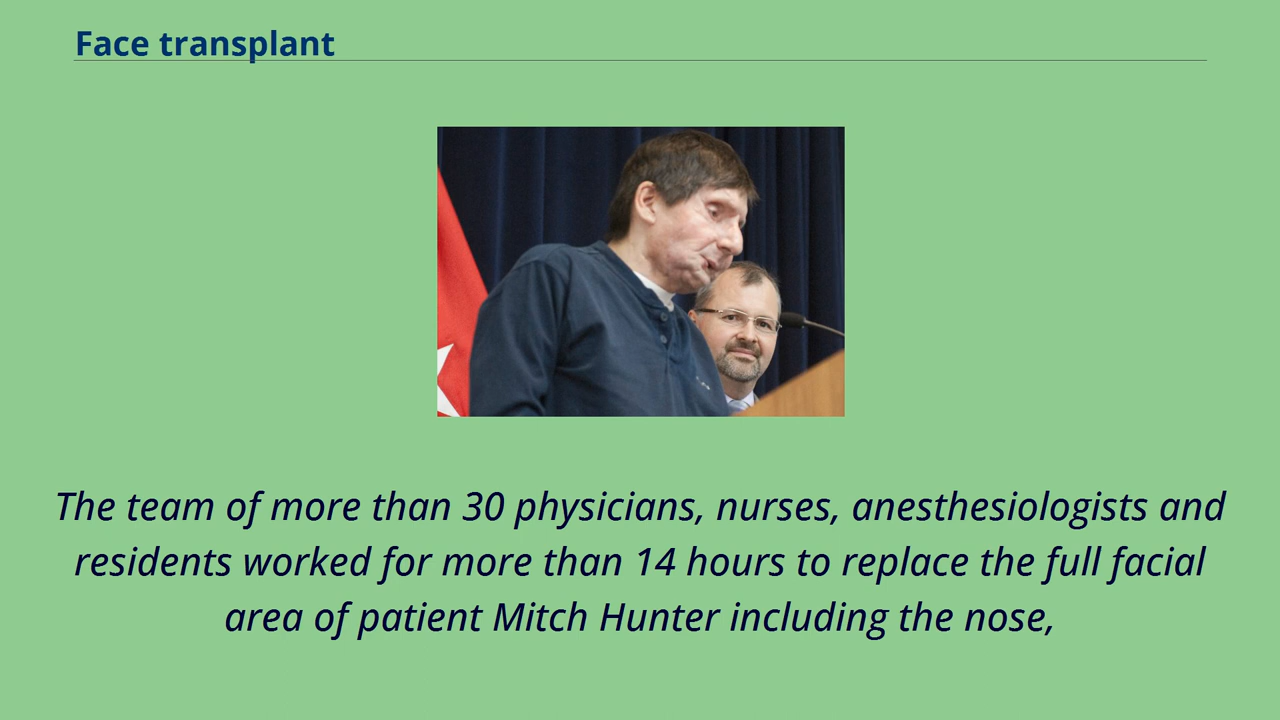 Face transplant
The team of more than 30 physicians, nurses, anesthesiologists and
residents worked for more than 14 hours to replace the full facial
area of patient Mitch Hunter including the nose,